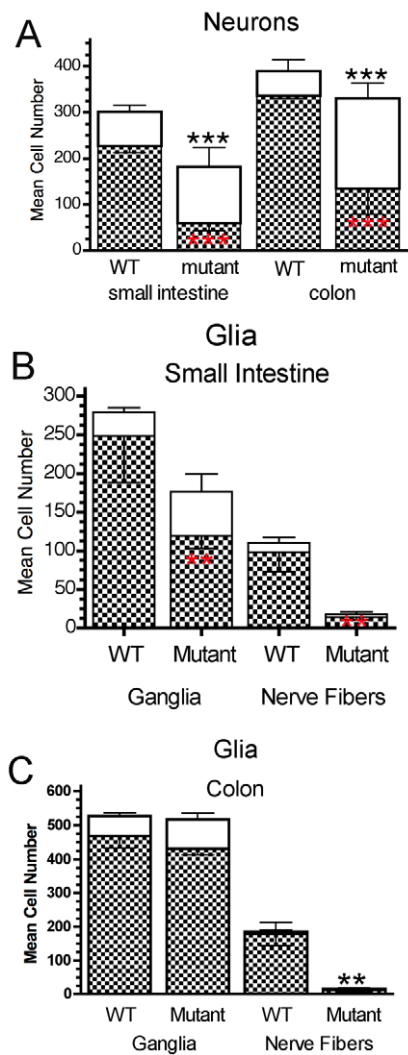 A
Neurons
Mean Cell Number
400
300
200
100
0
***
***
***
***
WT mutant WT mutant
small intestine colon
Glia
B
Small Intestine
Mean Cell Number
300
250
200
150
100
50
0
**
**
WT Mutant WT Mutant
Ganglia Nerve Fibers
Glia
C
Colon
Mean Cell Number
600
500
400
300
200
100
0
**
WT Mutant WT Mutant
Ganglia Nerve Fibers